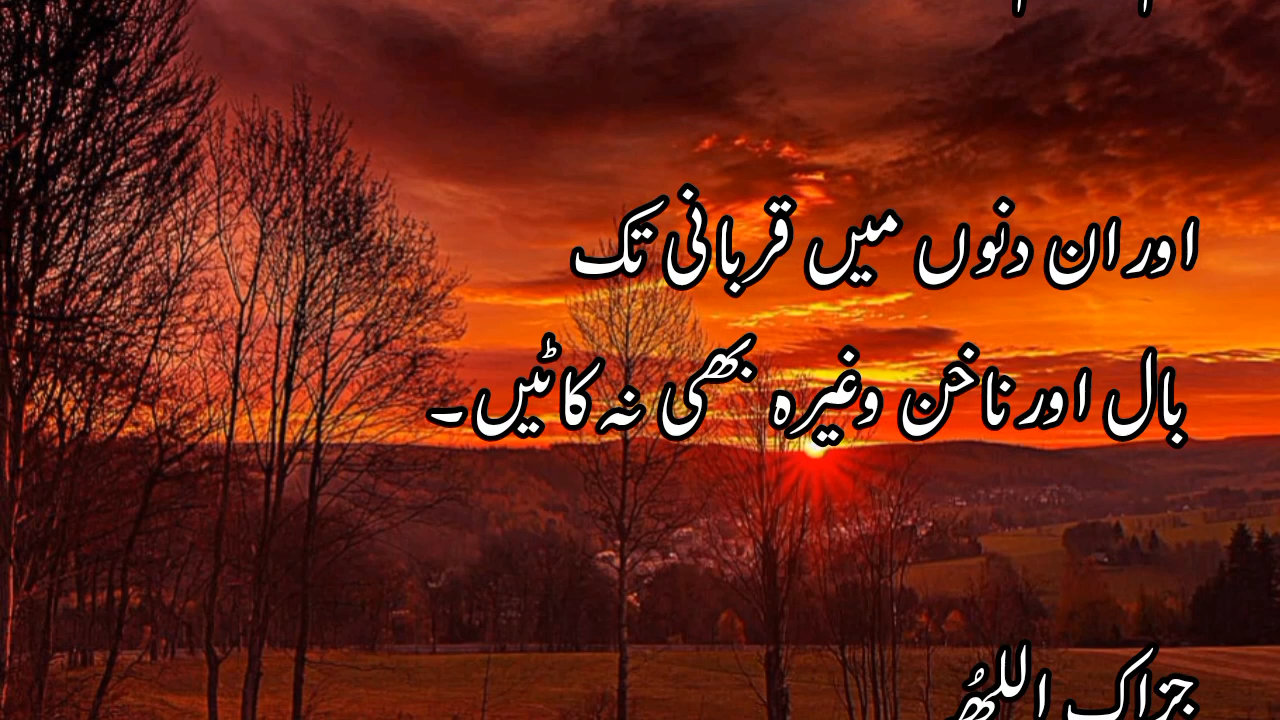 اور ان دنوں میں قربانی تک
بال اور ناخن وغیرہ بھی نہ کاٹیں۔
جزاک اللہُ